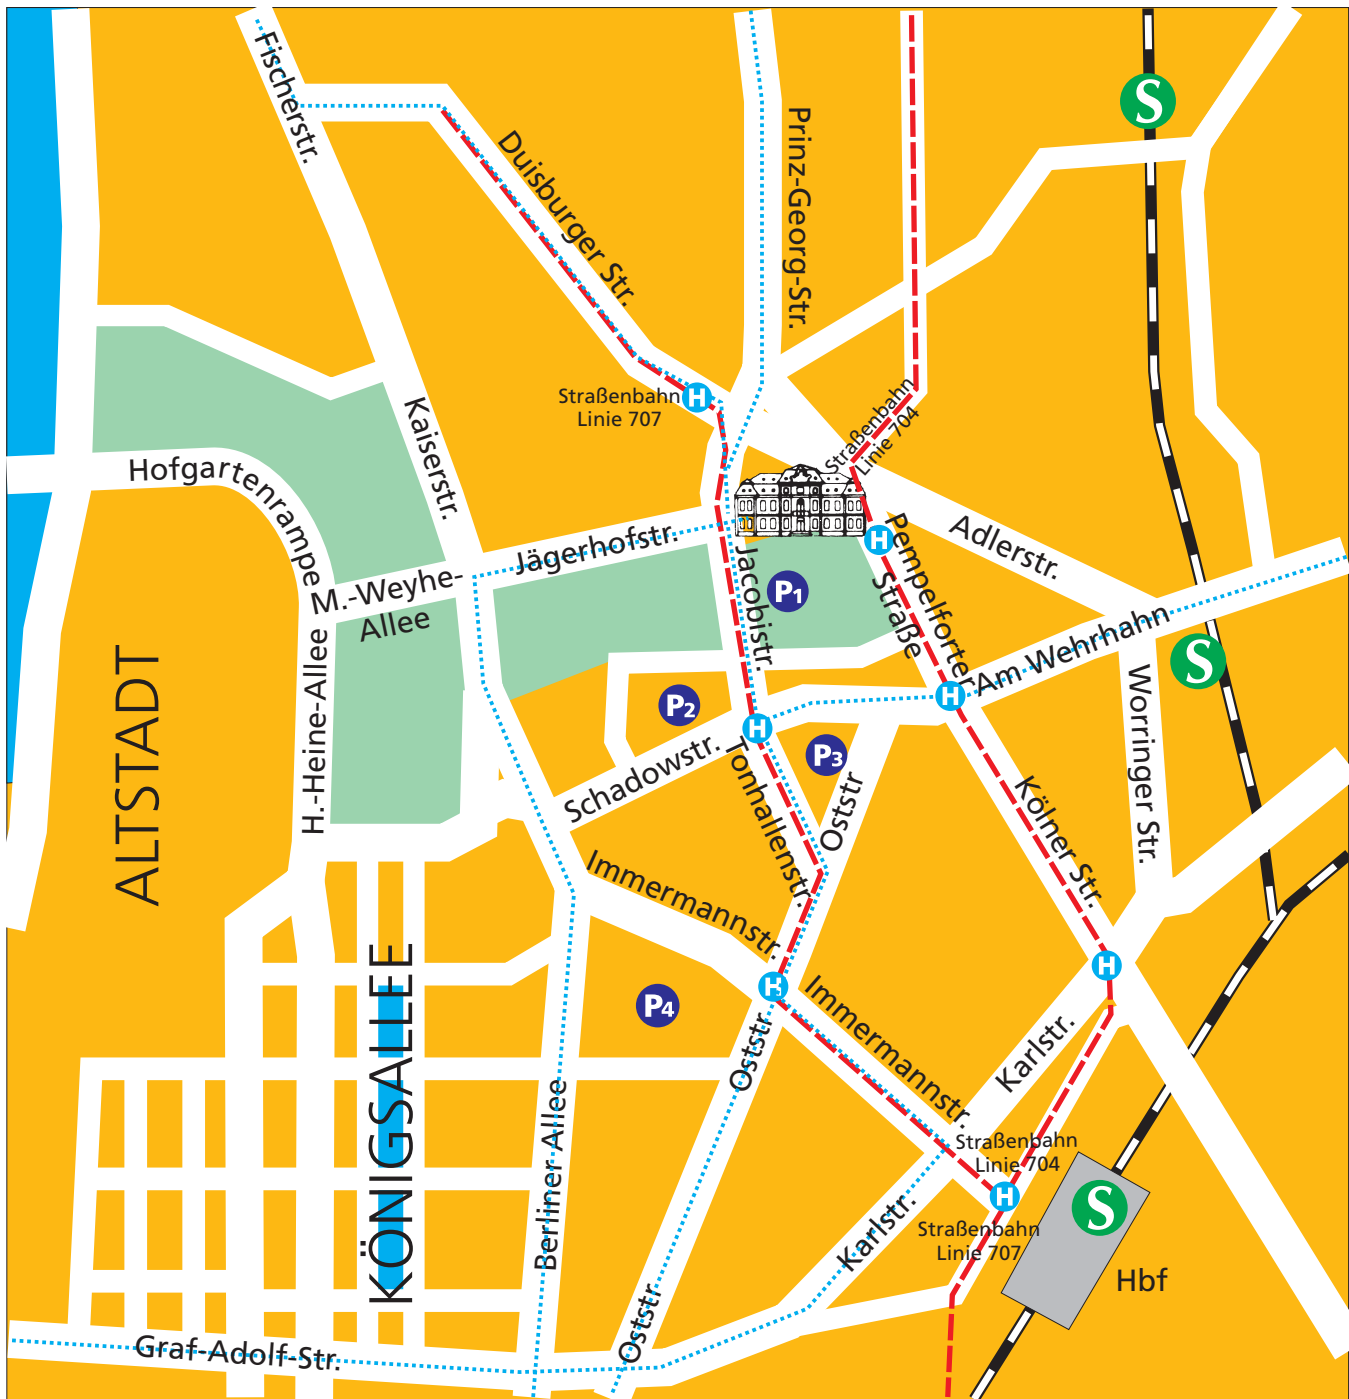 Fischerstr.
S
Duisburger Str.
Prinz-Georg-Str.
Straßenbahn
Linie 707
H
Straßenbahn
Linie 704
Kaiserstr.
Hofgartenrampe
Jägerhofstr.
H
Pempelforter
Straße
Adlerstr.
M.-Weyhe-
Allee
Jacobistr.
P1
Am Wehrhahn
S
H.-Heine-Allee
ALTSTADT
P2
H
H
Schadowstr.
P3
Tonhallenstr.
Oststr
Worringer Str.
Kölner Str.
Immermannstr.
H
H
P4
Immermannstr.
KÖNIGSALLEE
Oststr.
Karlstr.
Berliner Allee
Straßenbahn
Linie 704
H
S
Straßenbahn
Linie 707
Karlstr.
Hbf
Oststr
Graf-Adolf-Str.